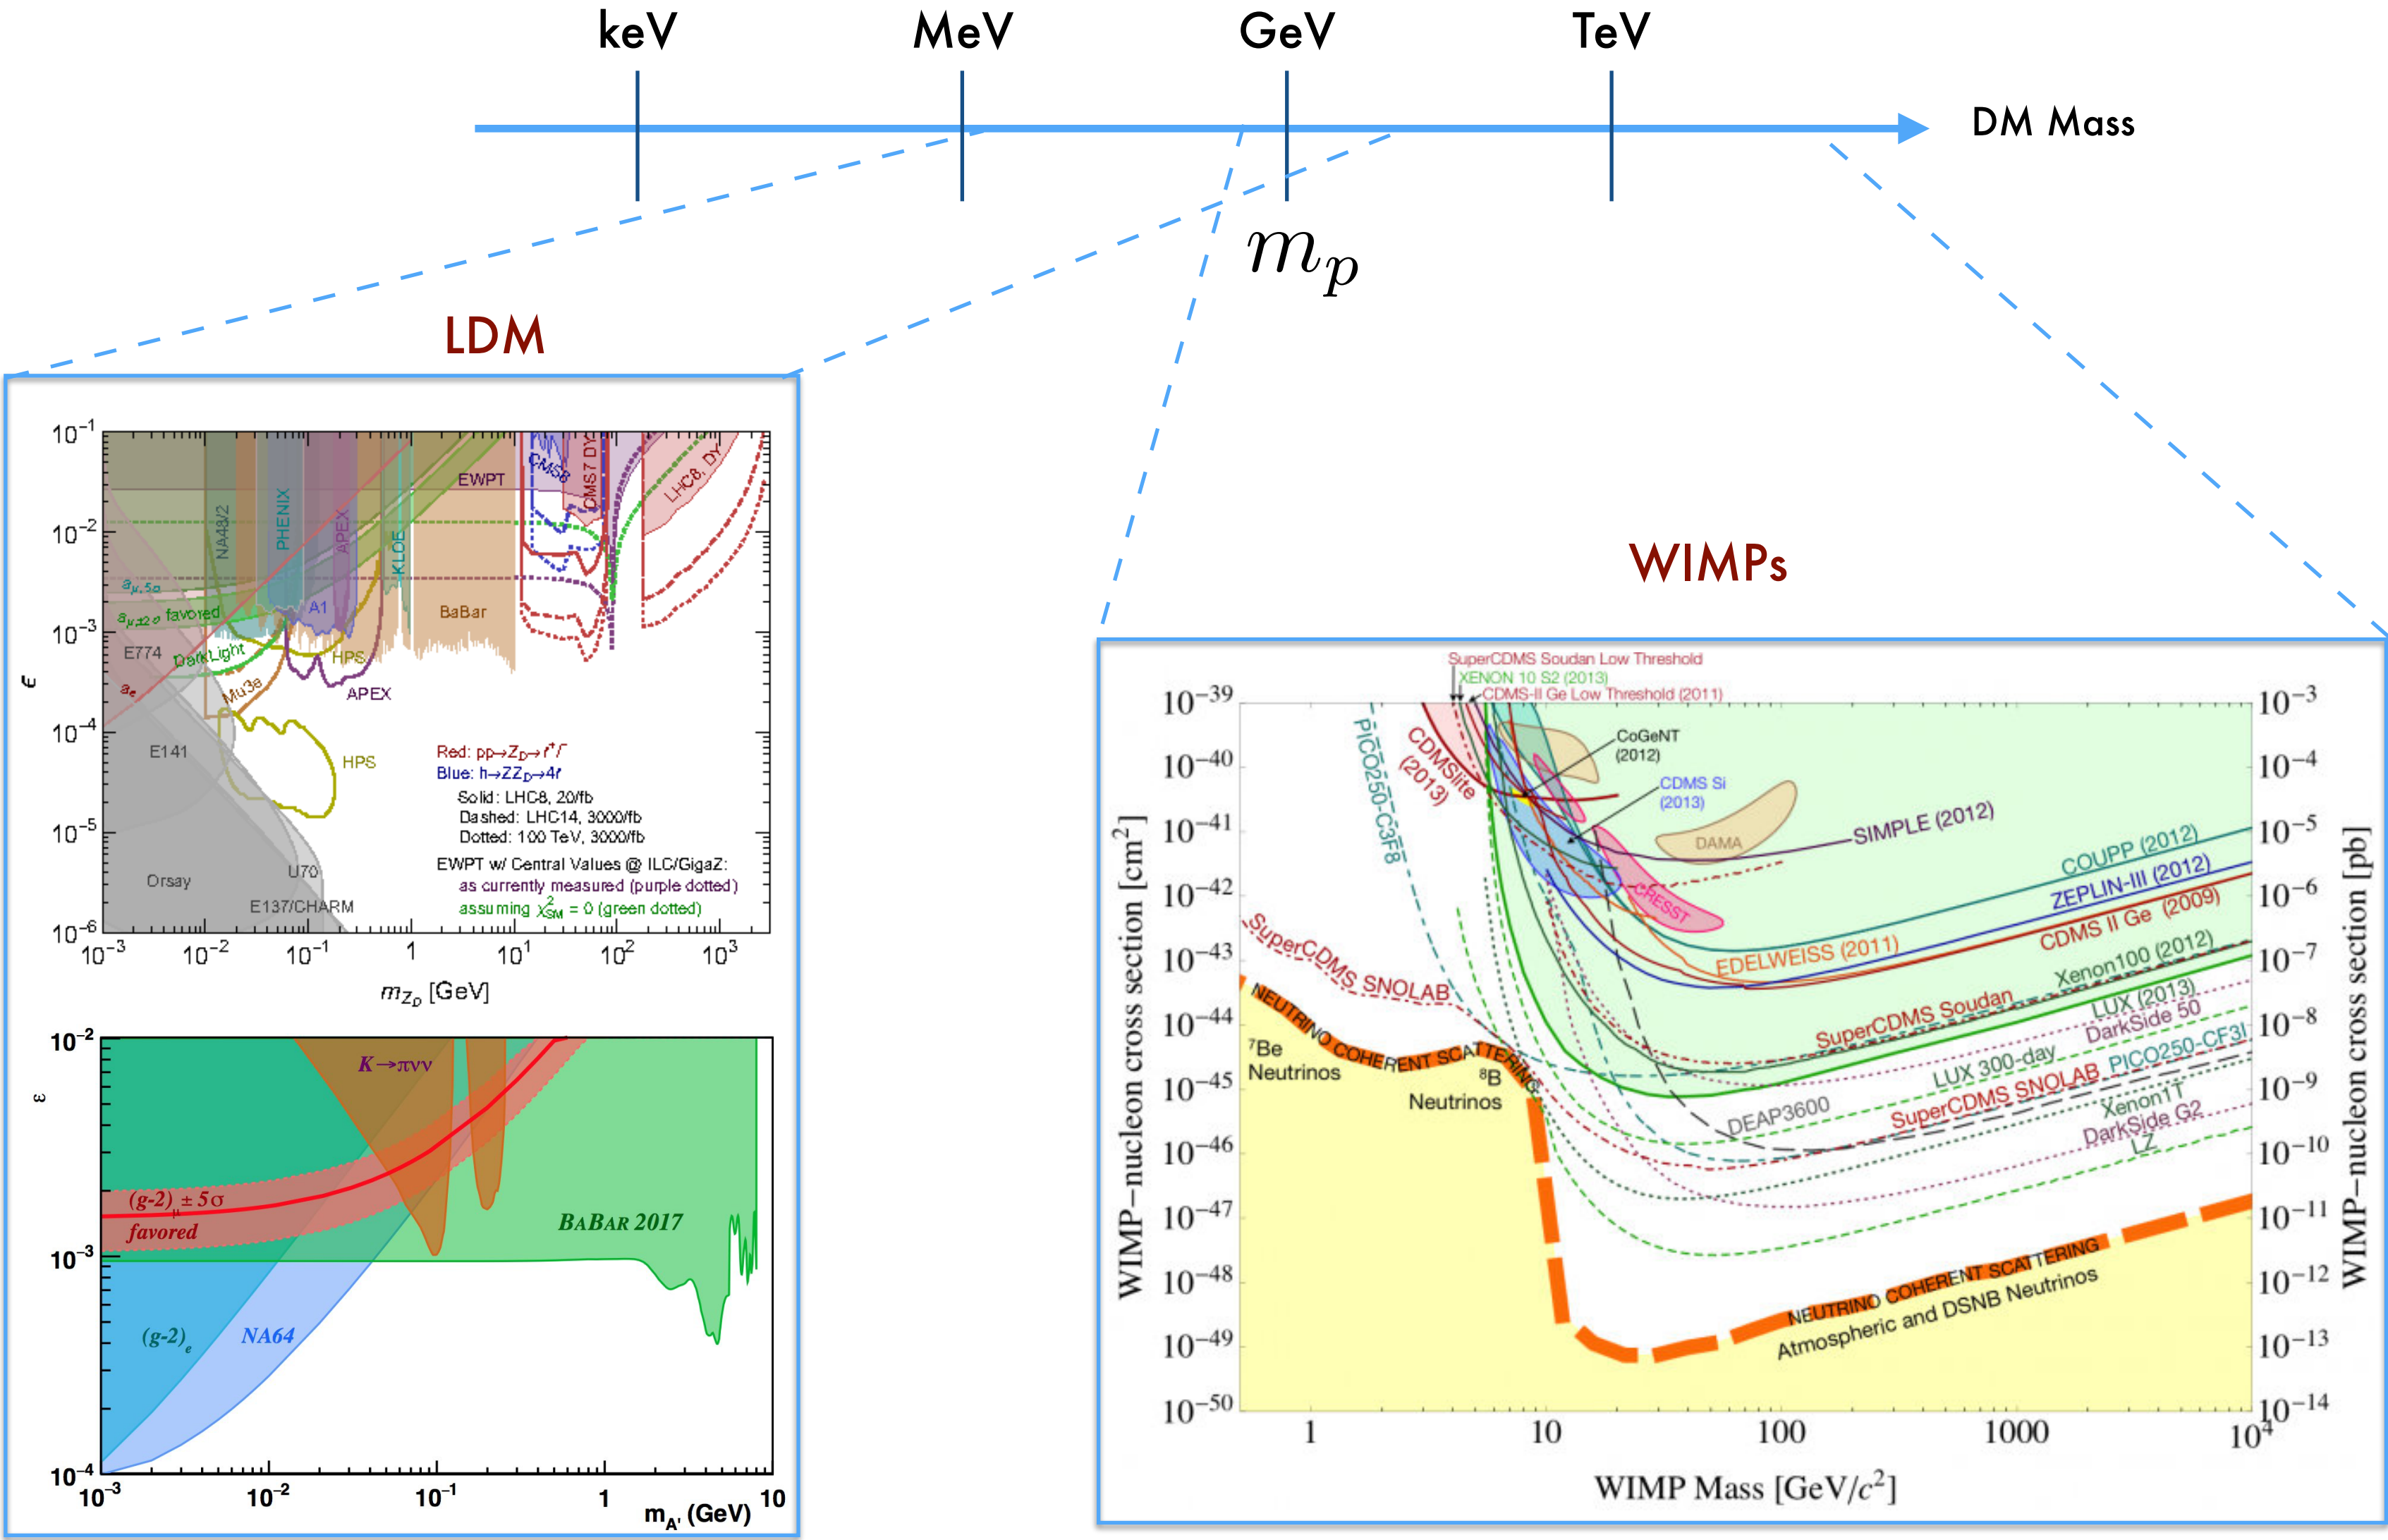 keV MeV GeV TeV
DM Mass
m_p
LDM
10⁻¹
10⁻²
10⁻³
10⁻⁴
10⁻⁵
10⁻⁶
ϵ
10⁻³ 10⁻² 10⁻¹ 1 10¹ 10² 10³
m_{Z_D} [GeV]
EWPT
CMS8
CMS7 DY
LHC8, DY
NA48/2
PHENIX
APEX
KLOE
a_{μ,5σ}
a_{μ,±2σ} favored
A1
BaBar
E774
DarkLight
HPS
a_e
Mu3e
APEX
E141
HPS
Orsay
U70
E137/CHARM
Red: pp→Z_D→ℓ⁺ℓ⁻
Blue: h→ZZ_D→4ℓ
Solid: LHC8, 20/fb
Dashed: LHC14, 3000/fb
Dotted: 100 TeV, 3000/fb
EWPT w/ Central Values @ ILC/GigaZ:
as currently measured (purple dotted)
assuming χ²_SM = 0 (green dotted)
10⁻²
10⁻³
10⁻⁴
ε
K→πνν
(g-2)_μ ± 5σ
favored
BABAR 2017
(g-2)_e
NA64
10⁻³ 10⁻² 10⁻¹ 1 10
m_{A'} (GeV)
WIMPs
SuperCDMS Soudan Low Threshold
XENON 10 S2 (2013)
CDMS-II Ge Low Threshold (2011)
10⁻³⁹
10⁻⁴⁰
10⁻⁴¹
10⁻⁴²
10⁻⁴³
10⁻⁴⁴
10⁻⁴⁵
10⁻⁴⁶
10⁻⁴⁷
10⁻⁴⁸
10⁻⁴⁹
10⁻⁵⁰
WIMP−nucleon cross section [cm²]
10⁻³
10⁻⁴
10⁻⁵
10⁻⁶
10⁻⁷
10⁻⁸
10⁻⁹
10⁻¹⁰
10⁻¹¹
10⁻¹²
10⁻¹³
10⁻¹⁴
WIMP−nucleon cross section [pb]
PICO250-C3F8
CDMSlite
(2013)
CoGeNT
(2012)
CDMS Si
(2013)
DAMA
SIMPLE (2012)
COUPP (2012)
ZEPLIN-III (2012)
CRESST
CDMS II Ge (2009)
EDELWEISS (2011)
Xenon100 (2012)
SuperCDMS SNOLAB
SuperCDMS Soudan
LUX (2013)
DarkSide 50
LUX 300-day
PICO250-CF3I
SuperCDMS SNOLAB
DEAP3600
Xenon1T
DarkSide G2
LZ
NEUTRINO COHERENT SCATTERING
⁷Be
Neutrinos
⁸B
Neutrinos
NEUTRINO COHERENT SCATTERING
Atmospheric and DSNB Neutrinos
1 10 100 1000 10⁴
WIMP Mass [GeV/c²]